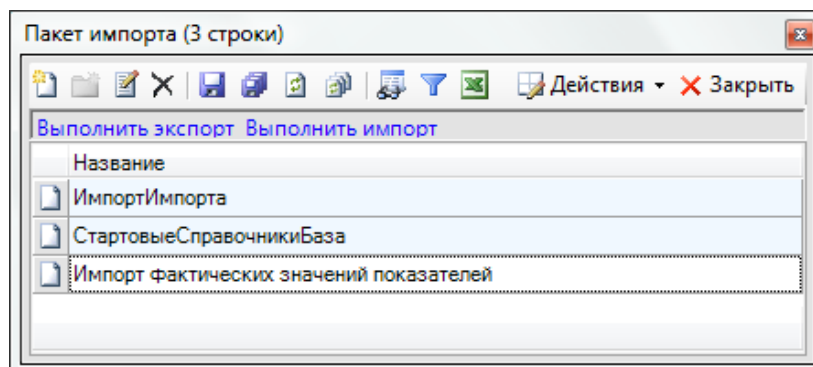 Пакет импорта (3 строки)
Действия Закрыть
Выполнить экспорт Выполнить импорт
Название
ИмпортИмпорта
СтартовыеСправочникиБаза
Импорт фактических значений показателей